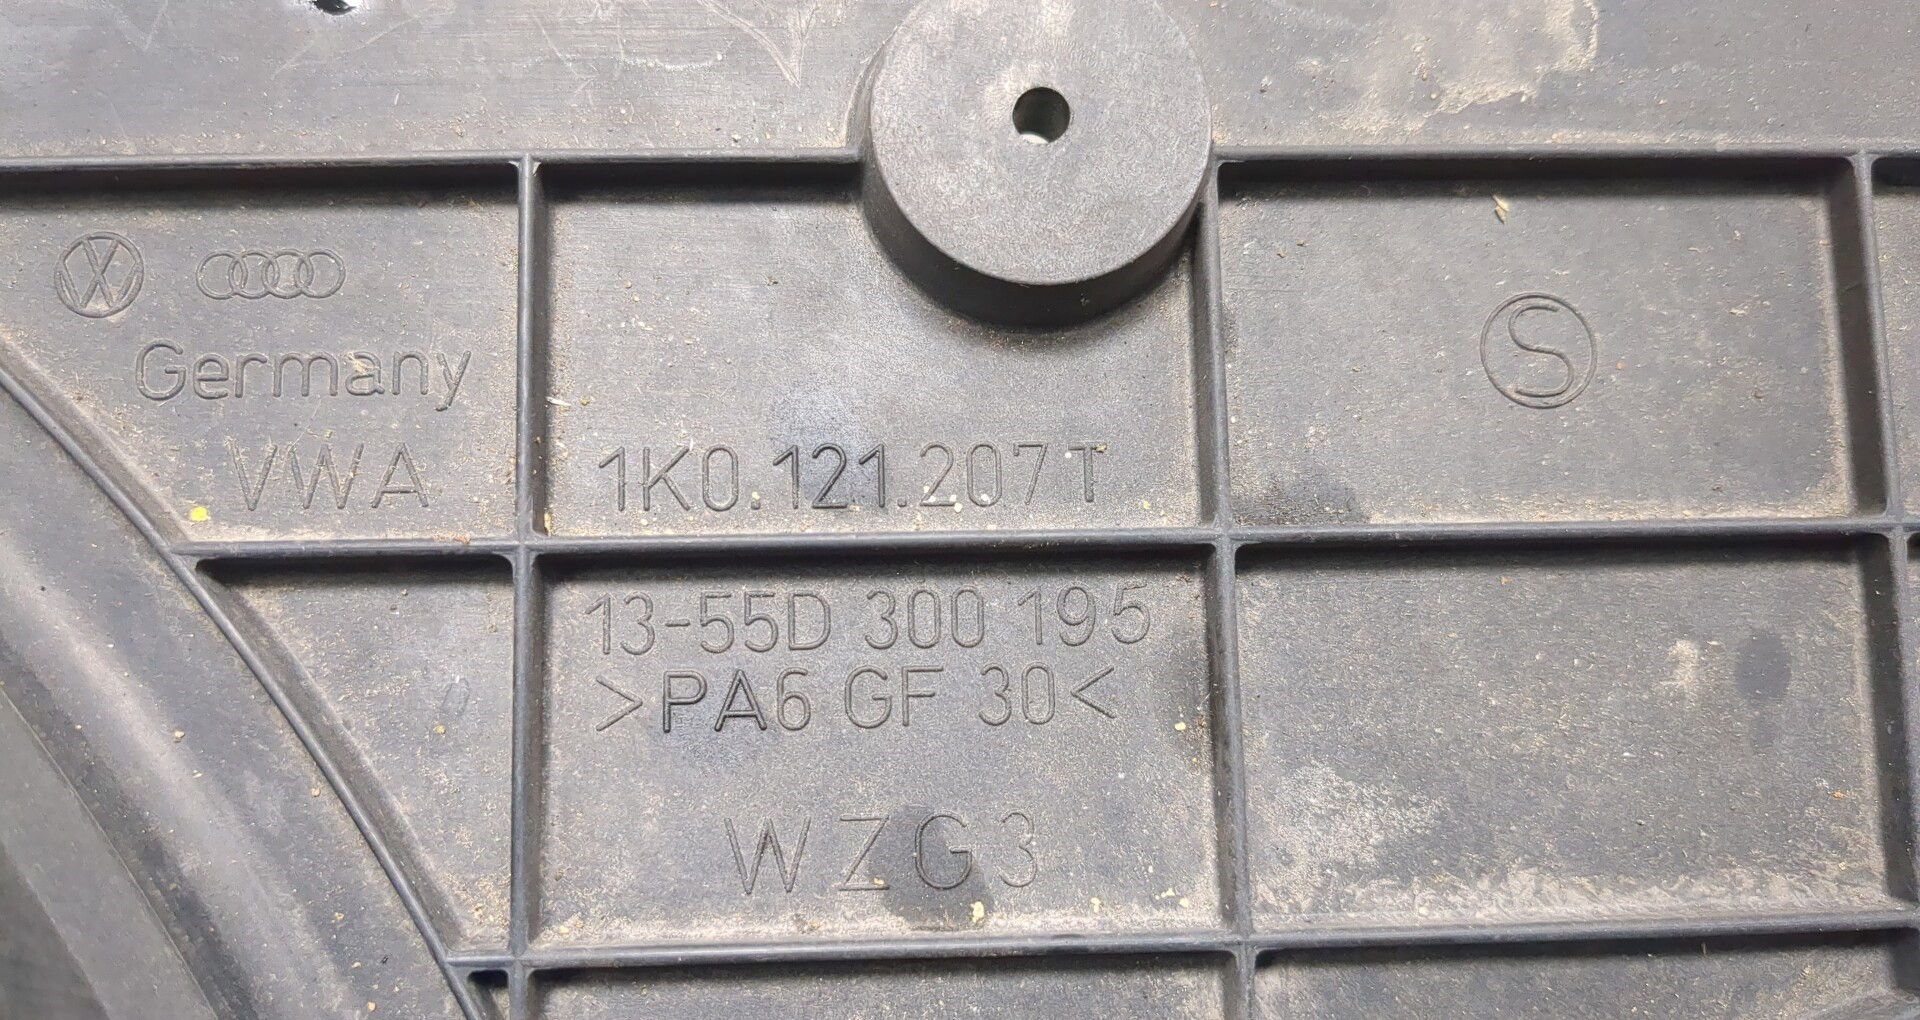 Germany
VWA
1K0.121.207 T
S
13-55D 300 195
>PA6 GF 30<
WZG3